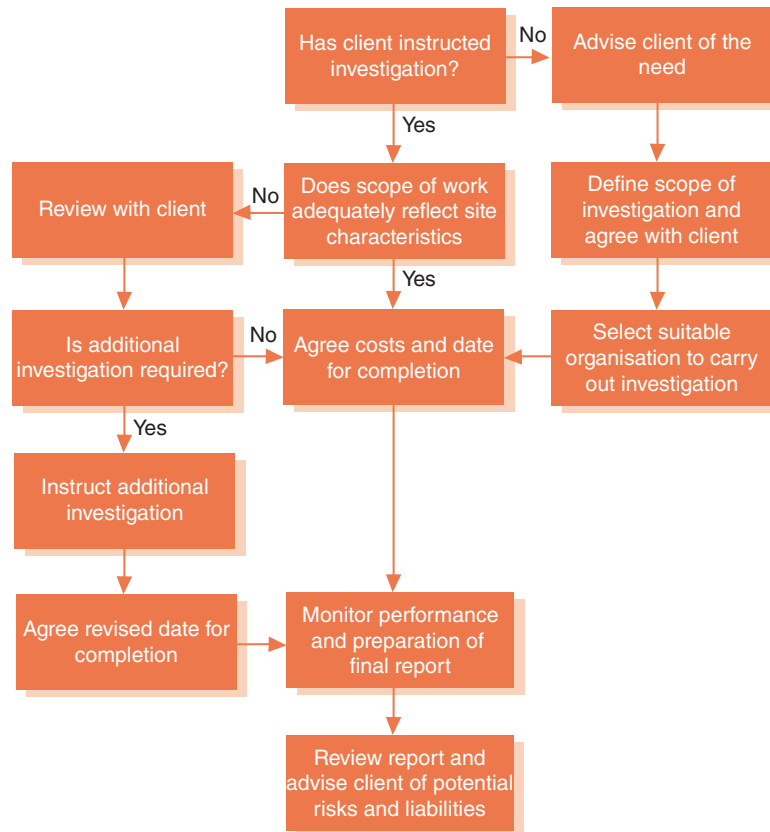 Has client instructed
investigation?
No
Advise client of the
need
Yes
Review with client
No
Does scope of work
adequately reflect site
characteristics
Define scope of
investigation and
agree with client
Yes
Is additional
investigation required?
No
Agree costs and date
for completion
Select suitable
organisation to carry
out investigation
Yes
Instruct additional
investigation
Agree revised date for
completion
Monitor performance
and preparation of
final report
Review report and
advise client of potential
risks and liabilities